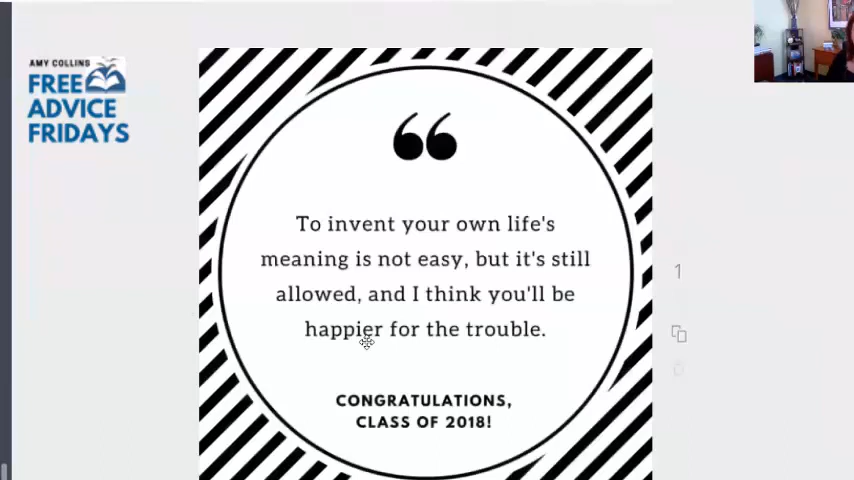 AMY COLLINS
FREE
ADVICE
FRIDAYS
“
To invent your own life's
meaning is not easy, but it's still
allowed, and I think you'll be
happier for the trouble.
CONGRATULATIONS,
CLASS OF 2018!
1